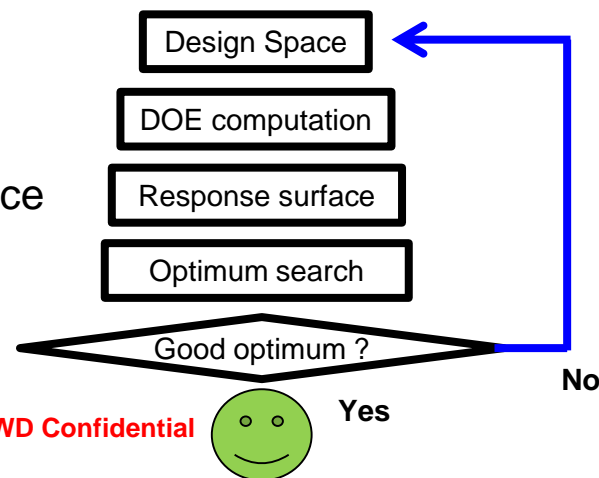 Design Space
DOE computation
ce
Response surface
Optimum search
Good optimum ?
No
Yes
WD Confidential